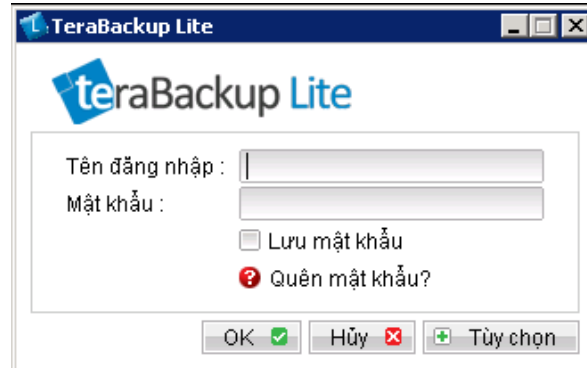 TeraBackup Lite
teraBackup Lite
Tên đăng nhập :
Mật khẩu :
Lưu mật khẩu
Quên mật khẩu?
OK Hủy Tùy chọn